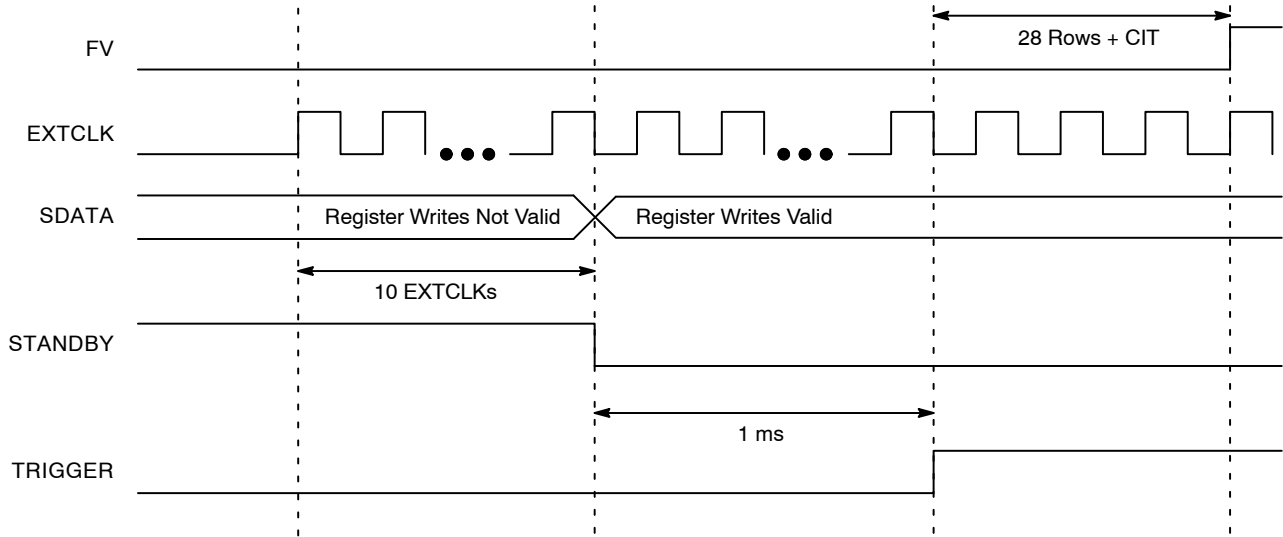 28 Rows + CIT
FV
EXTCLK
SDATA
Register Writes Not Valid
Register Writes Valid
10 EXTCLKs
STANDBY
1 ms
TRIGGER